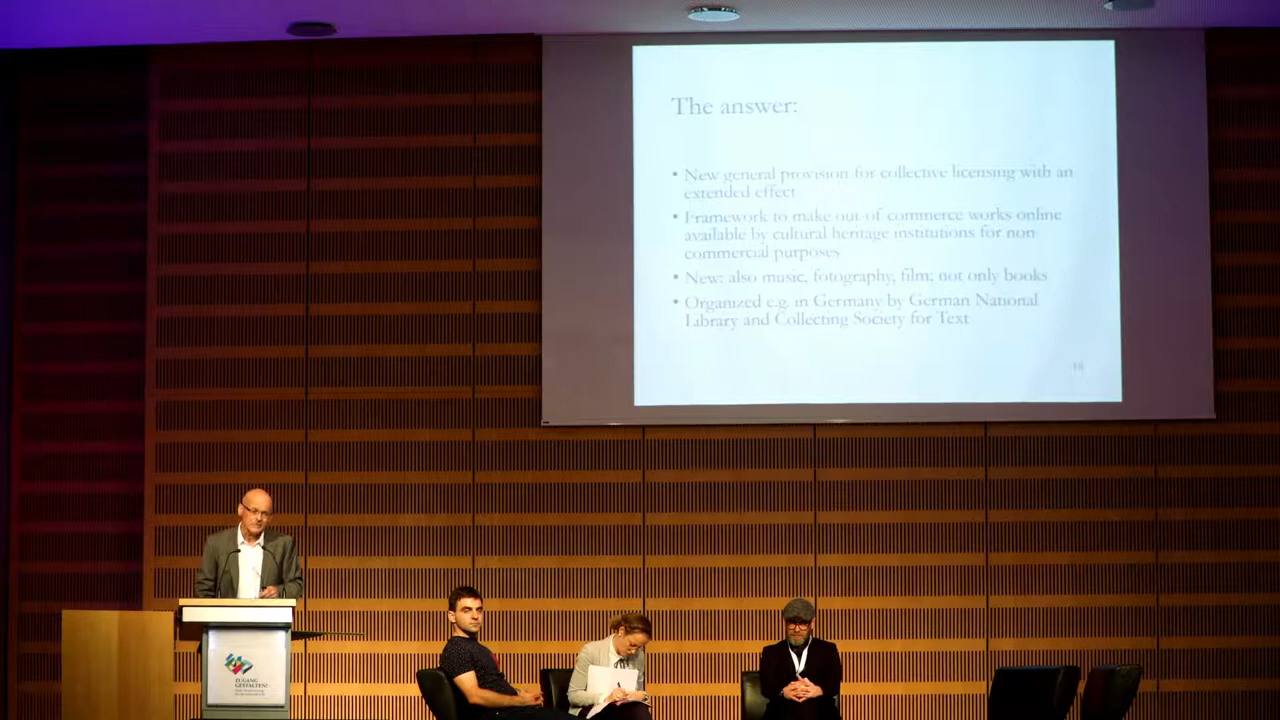 The answer:
• New general provision for collective licensing with an
extended effect
• Framework to make out of commerce works online
available by cultural heritage institutions for non-
commercial purposes
• New: also music, fotography, film; not only books
• Organized e.g. in Germany by German National
Library and Collecting Society for Text
18
ZUGANG
GESTALTEN!